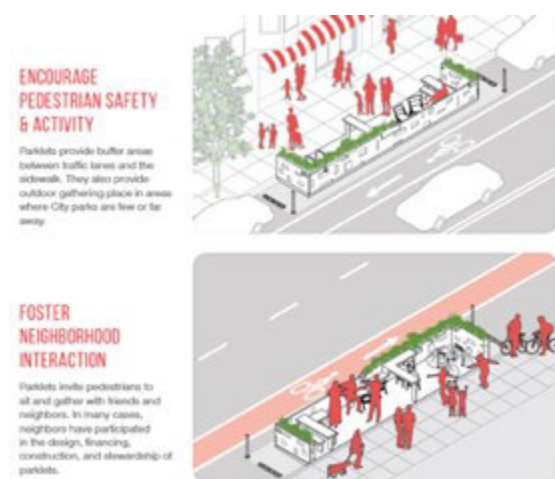 ENCOURAGE
PEDESTRIAN SAFETY
& ACTIVITY
Parklets provide buffer areas
between traffic lanes and the
sidewalk. They also provide
outdoor gathering place in areas
where City parks are few or far
away.
FOSTER
NEIGHBORHOOD
INTERACTION
Parklets invite pedestrians to
sit and gather with friends and
neighbors. In many cases,
neighbors have participated
in the design, financing,
construction, and stewardship of
parklets.